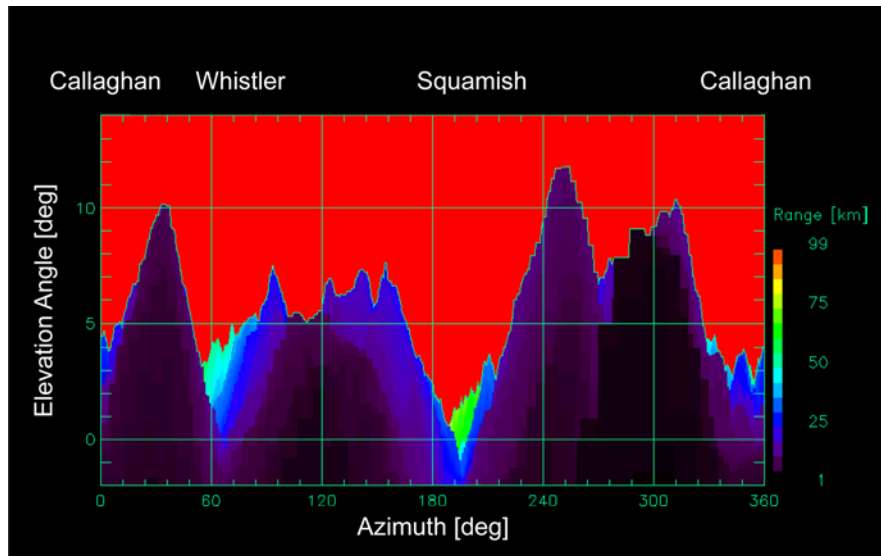 Callaghan Whistler Squamish Callaghan
Elevation Angle [deg]
10
5
0
0 60 120 180 240 300 360
Azimuth [deg]
Range [km]
99
75
50
25
1